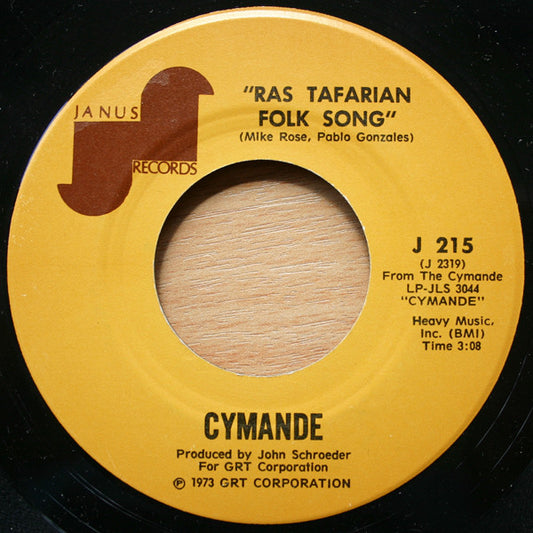 JANUS
RECORDS
"RAS TAFARIAN
FOLK SONG"
(Mike Rose, Pablo Gonzales)
J 215
(J 2319)
From The Cymande
LP-JLS 3044
"CYMANDE"
Heavy Music,
Inc. (BMI)
Time 3:08
CYMANDE
Produced by John Schroeder
For GRT Corporation
℗ 1973 GRT CORPORATION